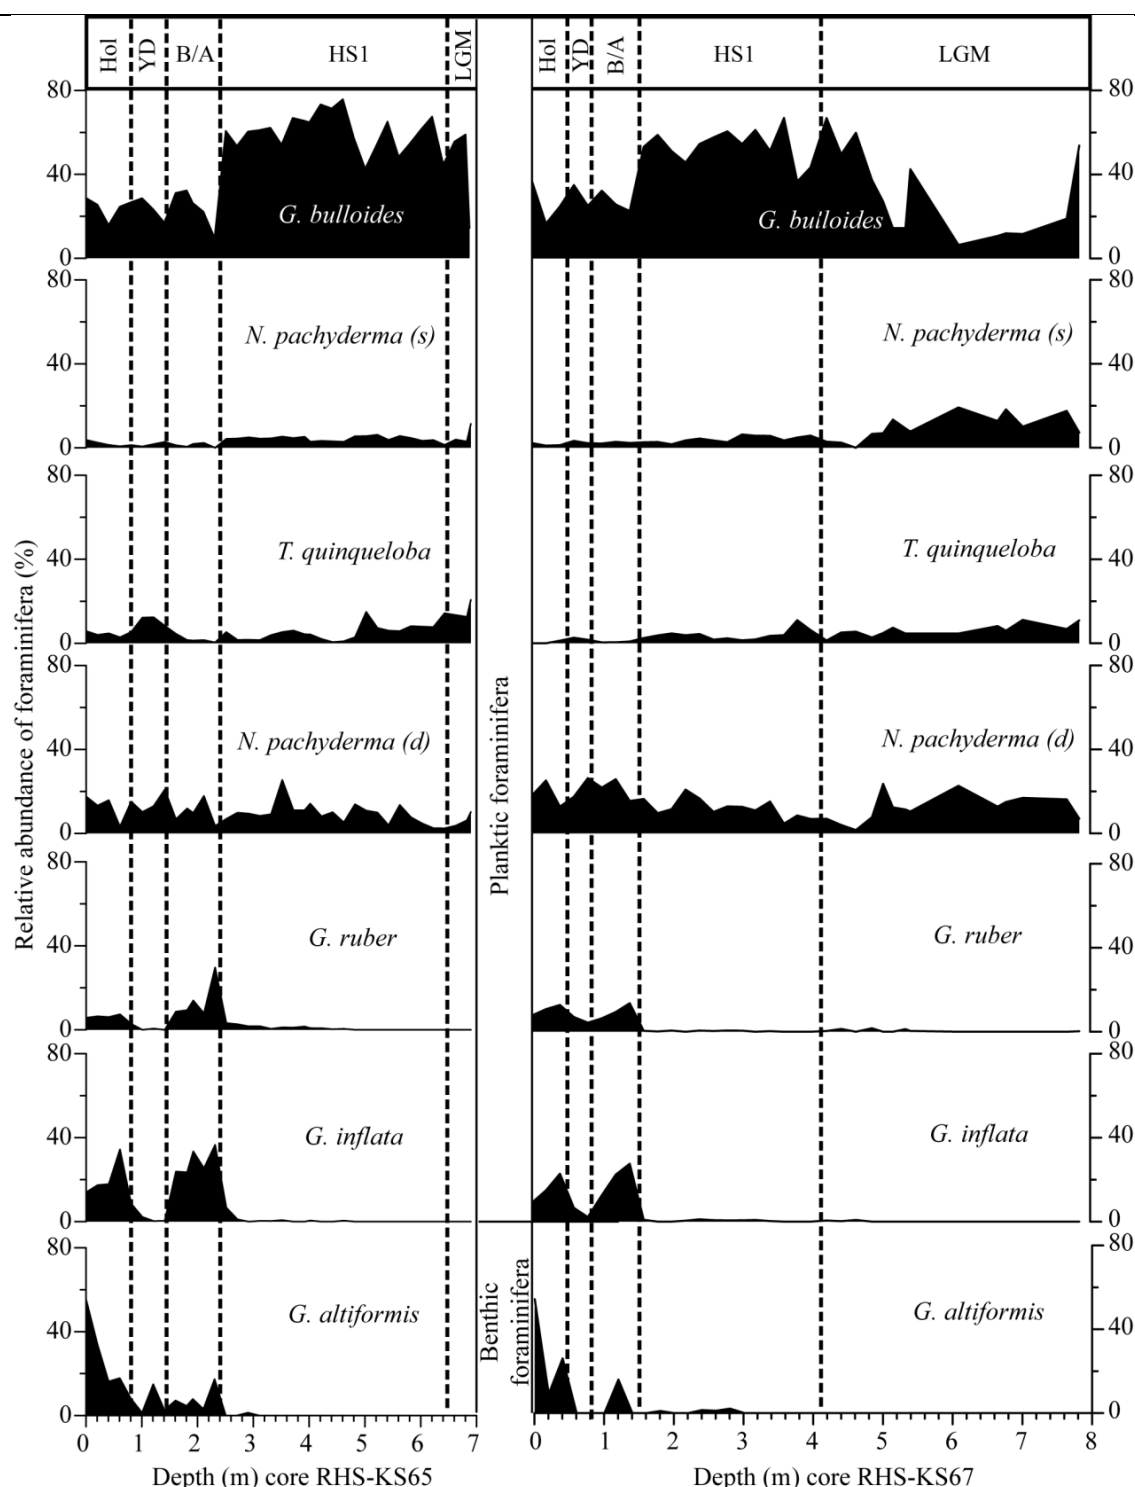 Hol YD B/A HS1 LGM Hol YD B/A HS1 LGM
80 80
40 40
G. bulloides G. bulloides
0 0
80 80
N. pachyderma (s) N. pachyderma (s)
40 40
0 0
80 80
T. quinqueloba T. quinqueloba
40 40
0 0
80 80
N. pachyderma (d) N. pachyderma (d)
40 40
0 0
80 80
G. ruber G. ruber
40 40
0 0
80 80
G. inflata G. inflata
40 40
0 0
80 80
G. altiformis G. altiformis
40 40
0 0
Relative abundance of foraminifera (%)
Planktic foraminifera
Benthic
foraminifera
0 1 2 3 4 5 6 7 0 1 2 3 4 5 6 7 8
Depth (m) core RHS-KS65 Depth (m) core RHS-KS67